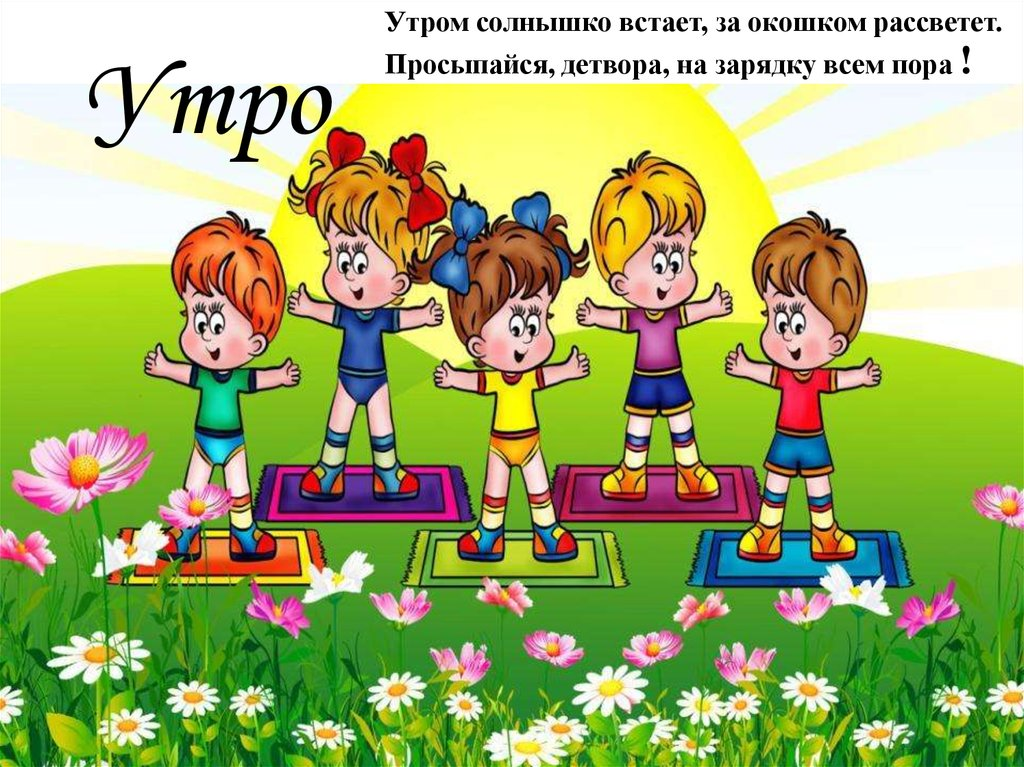 Утром солнышко встает, за окошком рассветет.
Просыпайся, детвора, на зарядку всем пора !
Утро